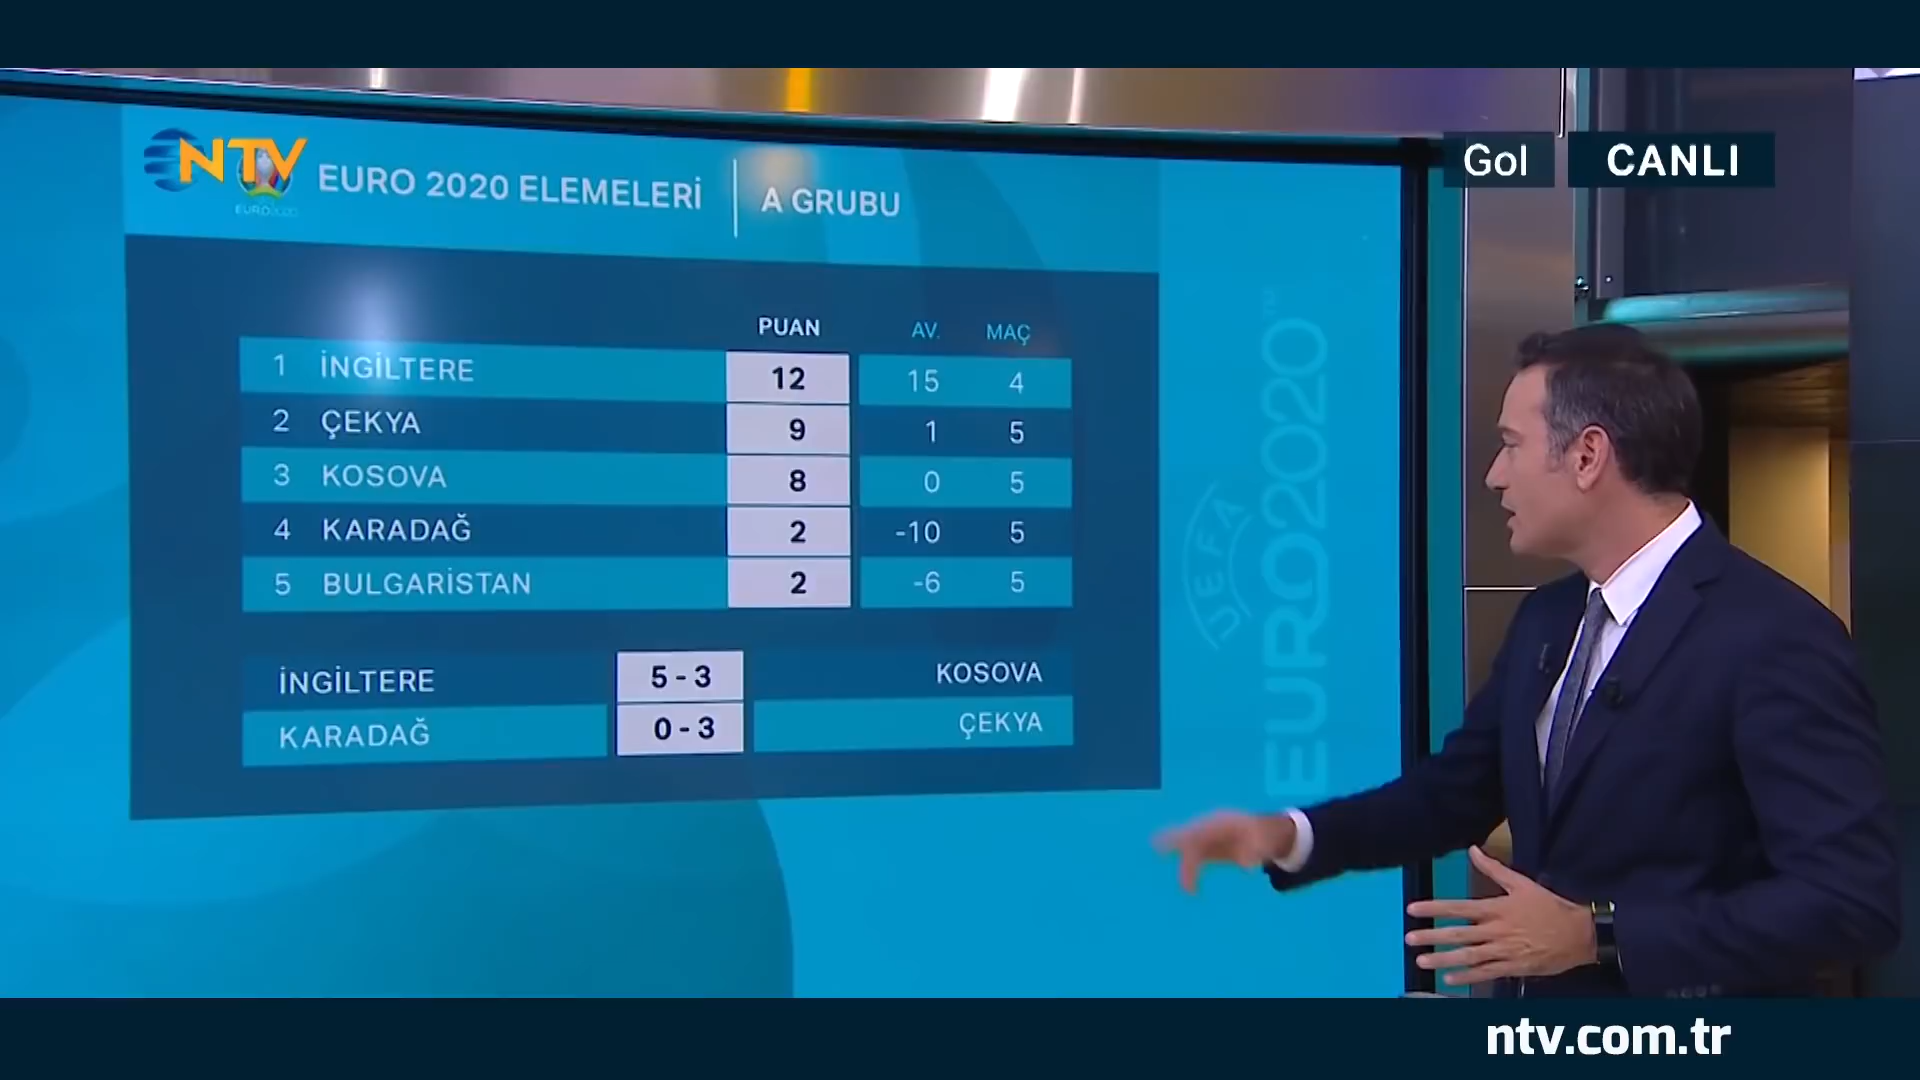 NTV
EURO2020
EURO 2020 ELEMELERİ
A GRUBU
Gol
CANLI
PUAN AV. MAÇ
1 İNGİLTERE 12 15 4
2 ÇEKYA 9 1 5
3 KOSOVA 8 0 5
4 KARADAĞ 2 -10 5
5 BULGARİSTAN 2 -6 5
İNGİLTERE 5 - 3 KOSOVA
KARADAĞ 0 - 3 ÇEKYA
UEFA
EURO2020™
ntv.com.tr